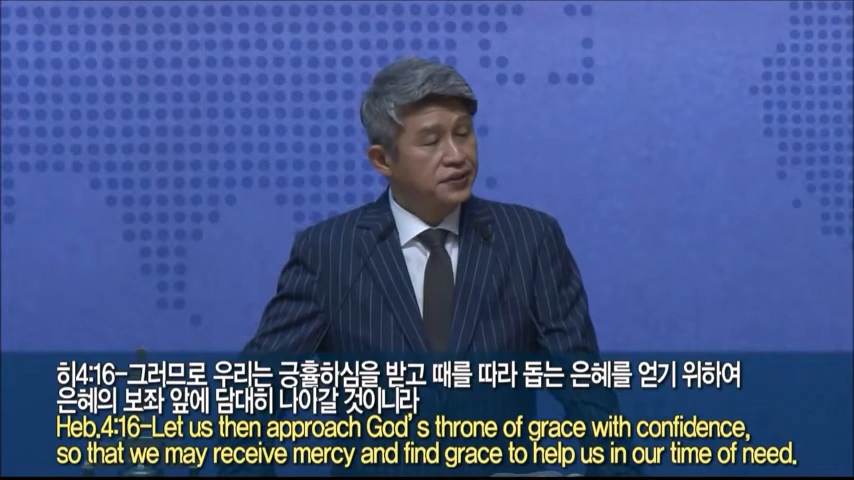 히4:16-그러므로 우리는 긍휼하심을 받고 때를 따라 돕는 은혜를 얻기 위하여
은혜의 보좌 앞에 담대히 나아갈 것이니라
Heb.4:16-Let us then approach God's throne of grace with confidence,
so that we may receive mercy and find grace to help us in our time of need.